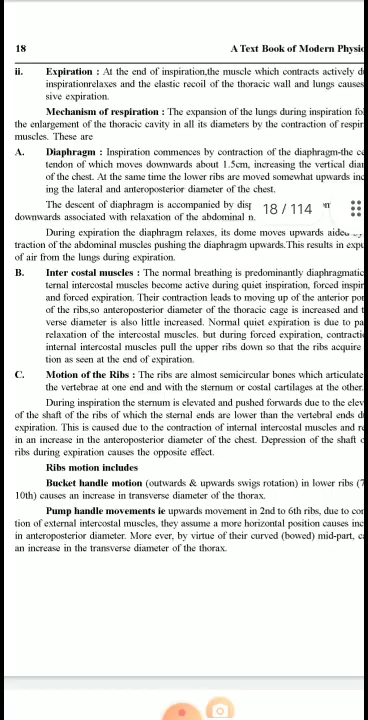 18 A Text Book of Modern Physic
ii. Expiration : At the end of inspiration,the muscle which contracts actively d
inspirationrelaxes and the elastic recoil of the thoracic wall and lungs causes
sive expiration.
Mechanism of respiration : The expansion of the lungs during inspiration fo
the enlargement of the thoracic cavity in all its diameters by the contraction of respir
muscles. These are
A. Diaphragm : Inspiration commences by contraction of the diaphragm-the ce
tendon of which moves downwards about 1.5cm, increasing the vertical diam
of the chest. At the same time the lower ribs are moved somewhat upwards inc
ing the lateral and anteroposterior diameter of the chest.
The descent of diaphragm is accompanied by disp
downwards associated with relaxation of the abdominal
18 / 114
During expiration the diaphragm relaxes, its dome moves upwards aided
traction of the abdominal muscles pushing the diaphragm upwards.This results in expu
of air from the lungs during expiration.
B. Inter costal muscles : The normal breathing is predominantly diaphragmatic
ternal intercostal muscles become active during quiet inspiration, forced inspir
and forced expiration. Their contraction leads to moving up of the anterior por
of the ribs,so anteroposterior diameter of the thoracic cage is increased and t
verse diameter is also little increased. Normal quiet expiration is due to pa
relaxation of the intercostal muscles. but during forced expiration, contracti
internal intercostal muscles pull the upper ribs down so that the ribs acquire
tion as seen at the end of expiration.
C. Motion of the Ribs : The ribs are almost semicircular bones which articulate
the vertebrae at one end and with the sternum or costal cartilages at the other.
During inspiration the sternum is elevated and pushed forwards due to the elev
of the shaft of the ribs of which the sternal ends are lower than the vertebral ends d
expiration. This is caused due to the contraction of internal intercostal muscles and re
in an increase in the anteroposterior diameter of the chest. Depression of the shaft o
ribs during expiration causes the opposite effect.
Ribs motion includes
Bucket handle motion (outwards & upwards swigs rotation) in lower ribs (7
10th) causes an increase in transverse diameter of the thorax.
Pump handle movements ie upwards movement in 2nd to 6th ribs, due to con
tion of external intercostal muscles, they assume a more horizontal position causes inc
in anteroposterior diameter. More ever, by virtue of their curved (bowed) mid-part, c
an increase in the transverse diameter of the thorax.